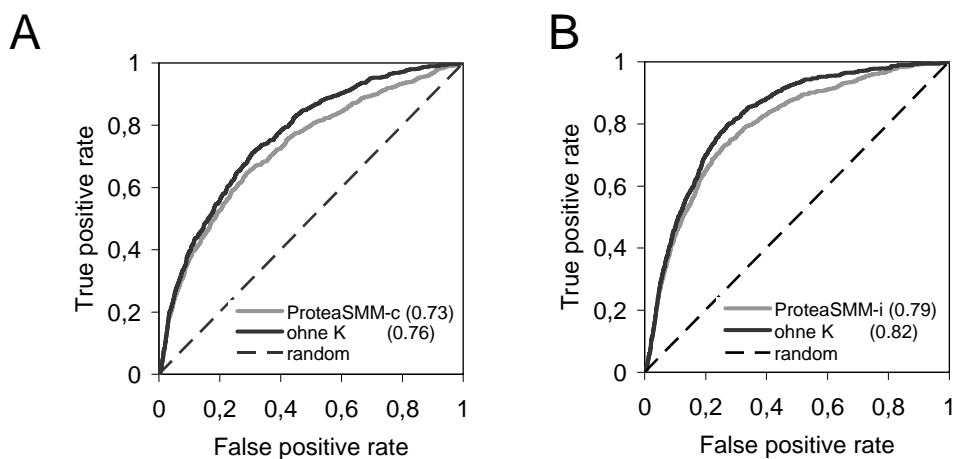 A
True positive rate
1
0,8
0,6
0,4
0,2
0
ProteaSMM-c (0.73)
ohne K (0.76)
random
0 0,2 0,4 0,6 0,8 1
False positive rate
B
True positive rate
1
0,8
0,6
0,4
0,2
0
ProteaSMM-i (0.79)
ohne K (0.82)
random
0 0,2 0,4 0,6 0,8 1
False positive rate